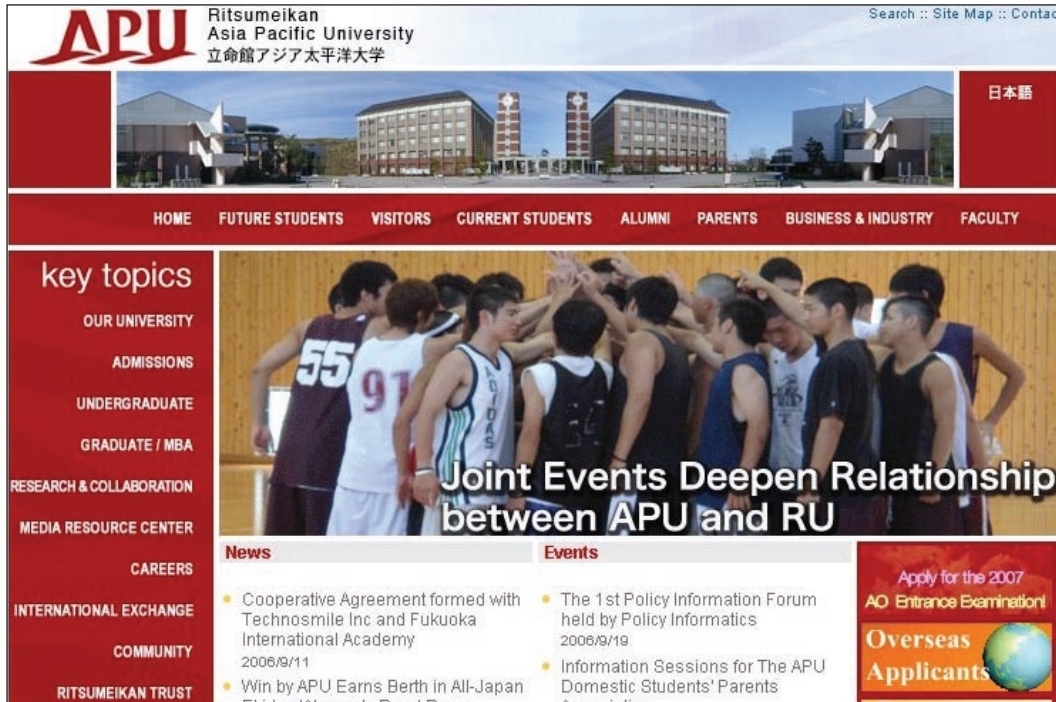 APU
Ritsumeikan
Asia Pacific University
立命館アジア太平洋大学
Search :: Site Map :: Contac
日本語
HOME FUTURE STUDENTS VISITORS CURRENT STUDENTS ALUMNI PARENTS BUSINESS & INDUSTRY FACULTY
key topics
OUR UNIVERSITY
ADMISSIONS
UNDERGRADUATE
GRADUATE / MBA
RESEARCH & COLLABORATION
MEDIA RESOURCE CENTER
CAREERS
INTERNATIONAL EXCHANGE
COMMUNITY
RITSUMEIKAN TRUST
55
91
ADIDAS
Joint Events Deepen Relationship
between APU and RU
News
Cooperative Agreement formed with
Technosmile Inc and Fukuoka
International Academy
2006/9/11
Win by APU Earns Berth in All-Japan
Events
The 1st Policy Information Forum
held by Policy Informatics
2006/9/19
Information Sessions for The APU
Domestic Students' Parents
Apply for the 2007
AO Entrance Examination!
Overseas
Applicants